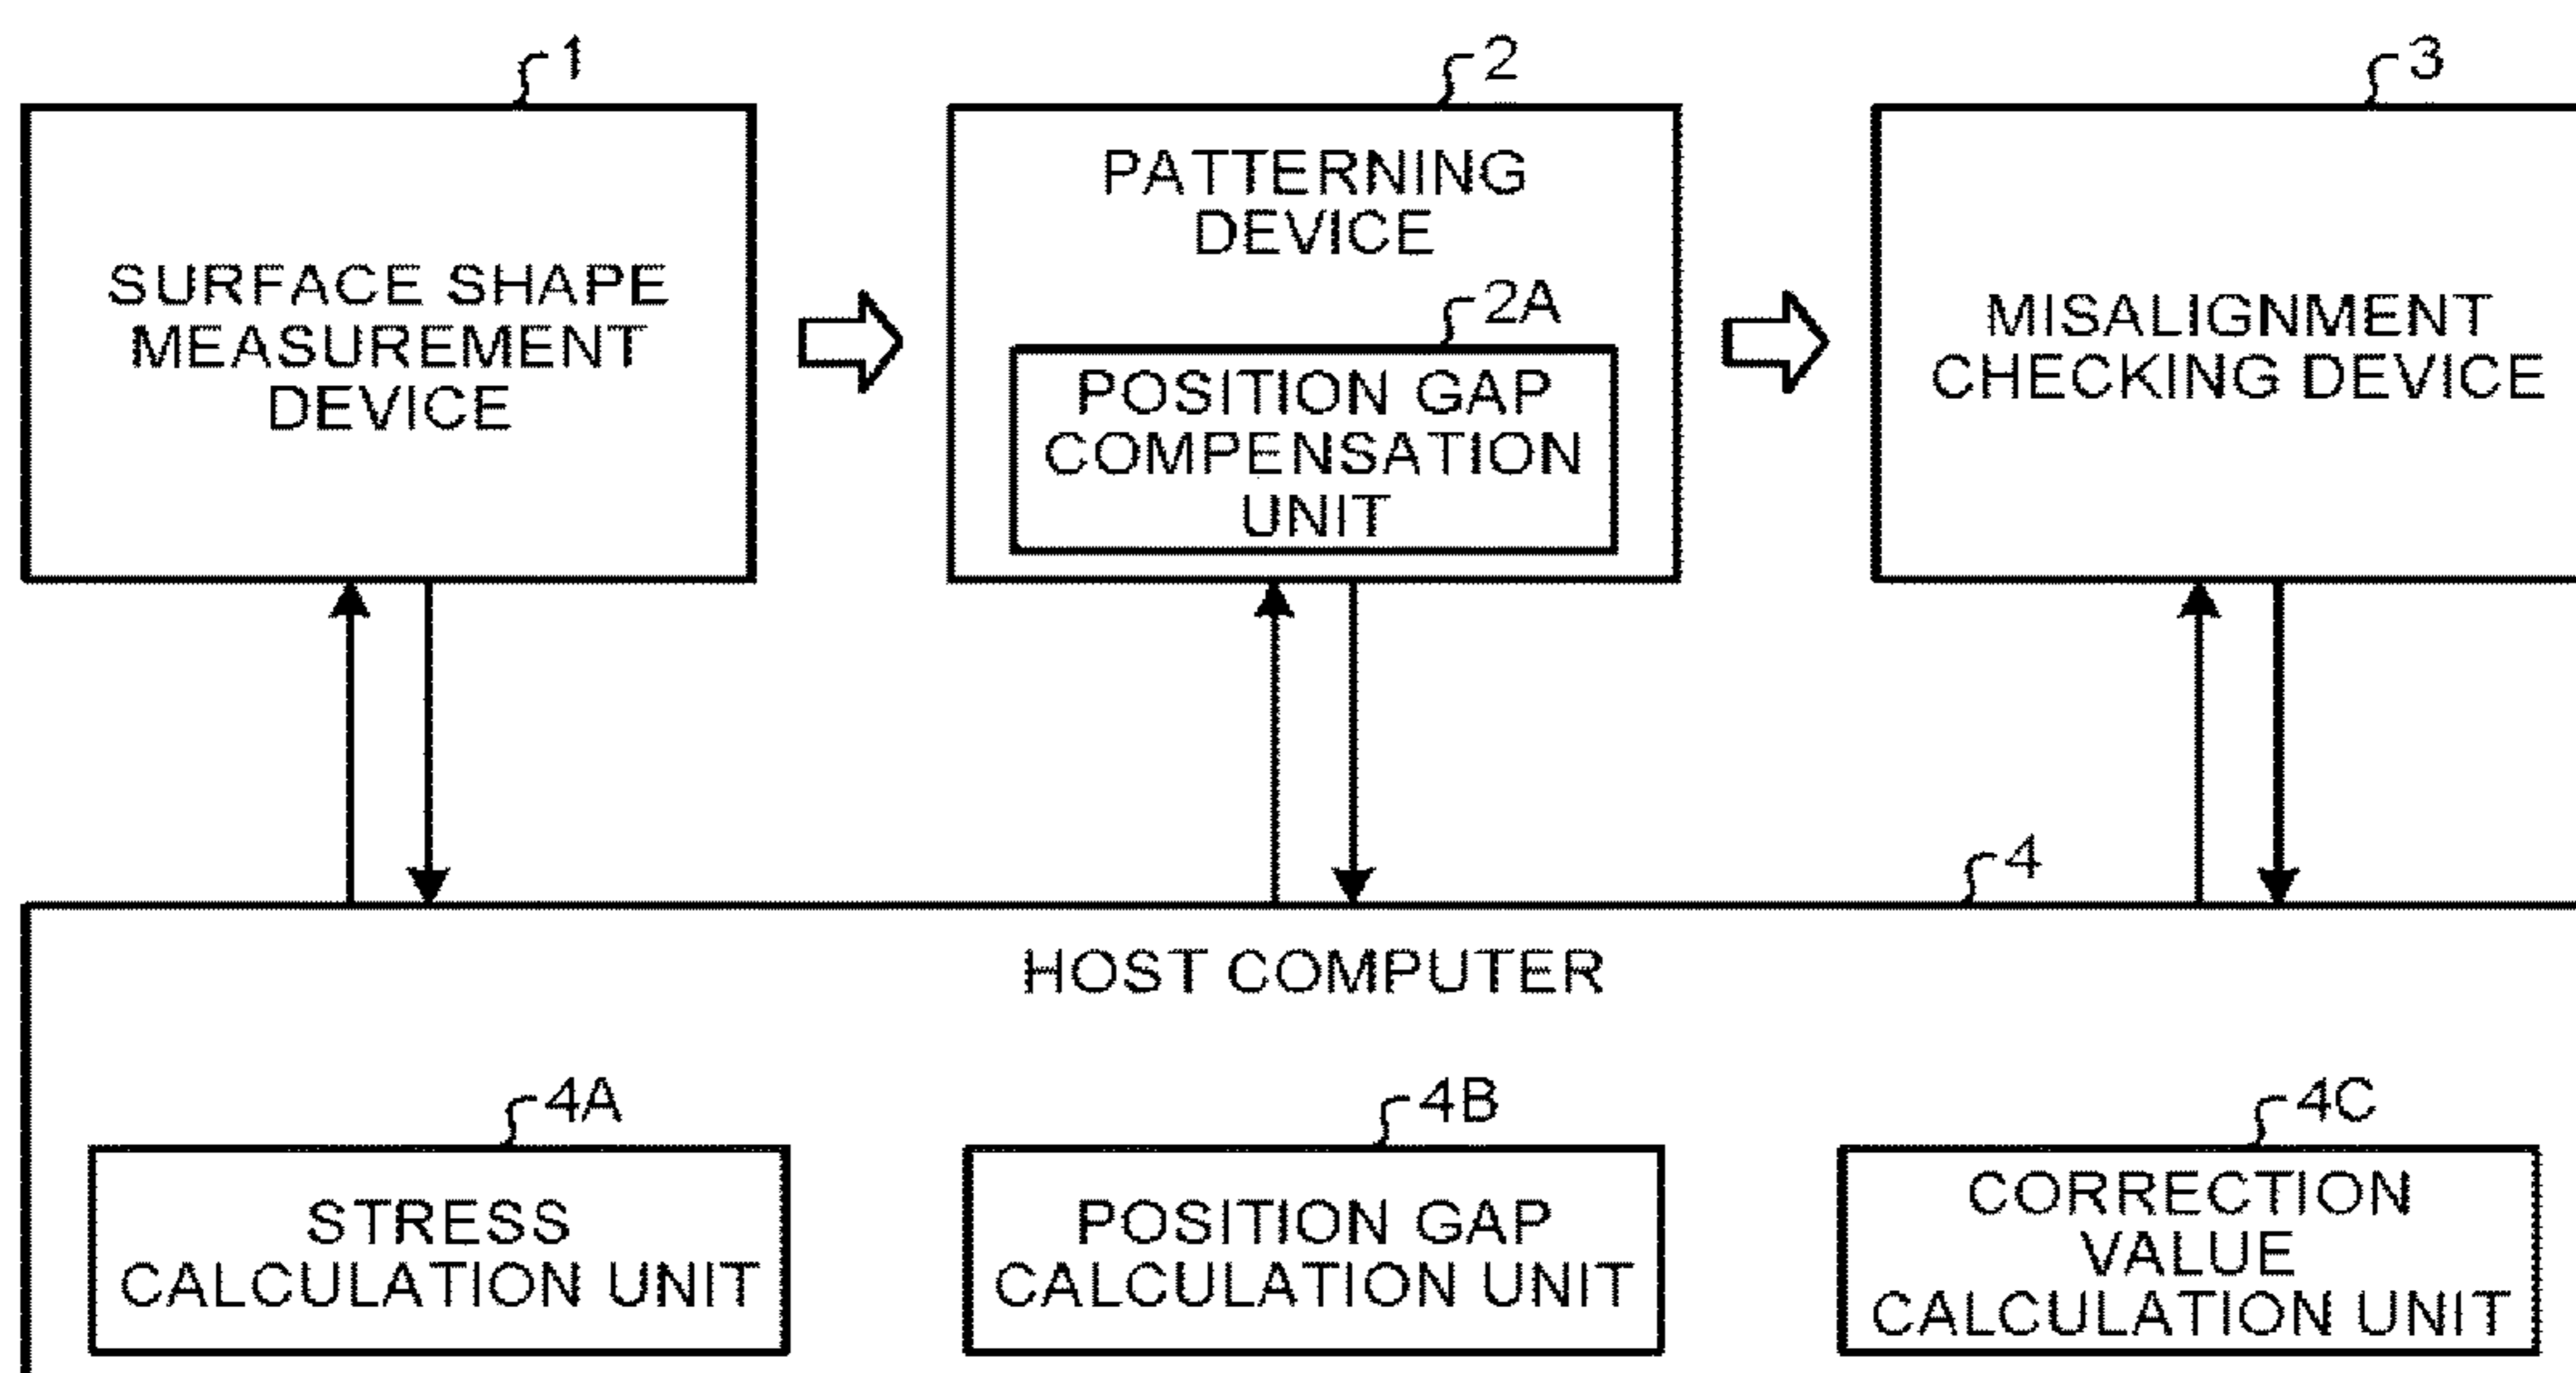 1
2
3
SURFACE SHAPE
MEASUREMENT
DEVICE
PATTERNING
DEVICE
2A
POSITION GAP
COMPENSATION
UNIT
MISALIGNMENT
CHECKING DEVICE
4
HOST COMPUTER
4A
4B
4C
STRESS
CALCULATION UNIT
POSITION GAP
CALCULATION UNIT
CORRECTION
VALUE
CALCULATION UNIT